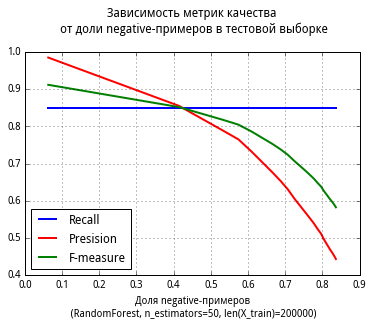 Зависимость метрик качества
от доли negative-примеров в тестовой выборке
1.0
0.9
0.8
0.7
0.6
0.5
0.4
Recall
Presision
F-measure
0.0 0.1 0.2 0.3 0.4 0.5 0.6 0.7 0.8 0.9
Доля negative-примеров
(RandomForest, n_estimators=50, len(X_train)=200000)